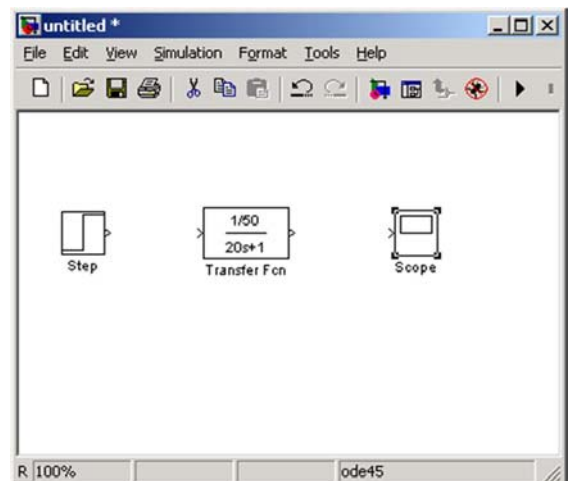 untitled *
File Edit View Simulation Format Tools Help
1/50
20s+1
Step
Transfer Fcn
Scope
R 100% ode45